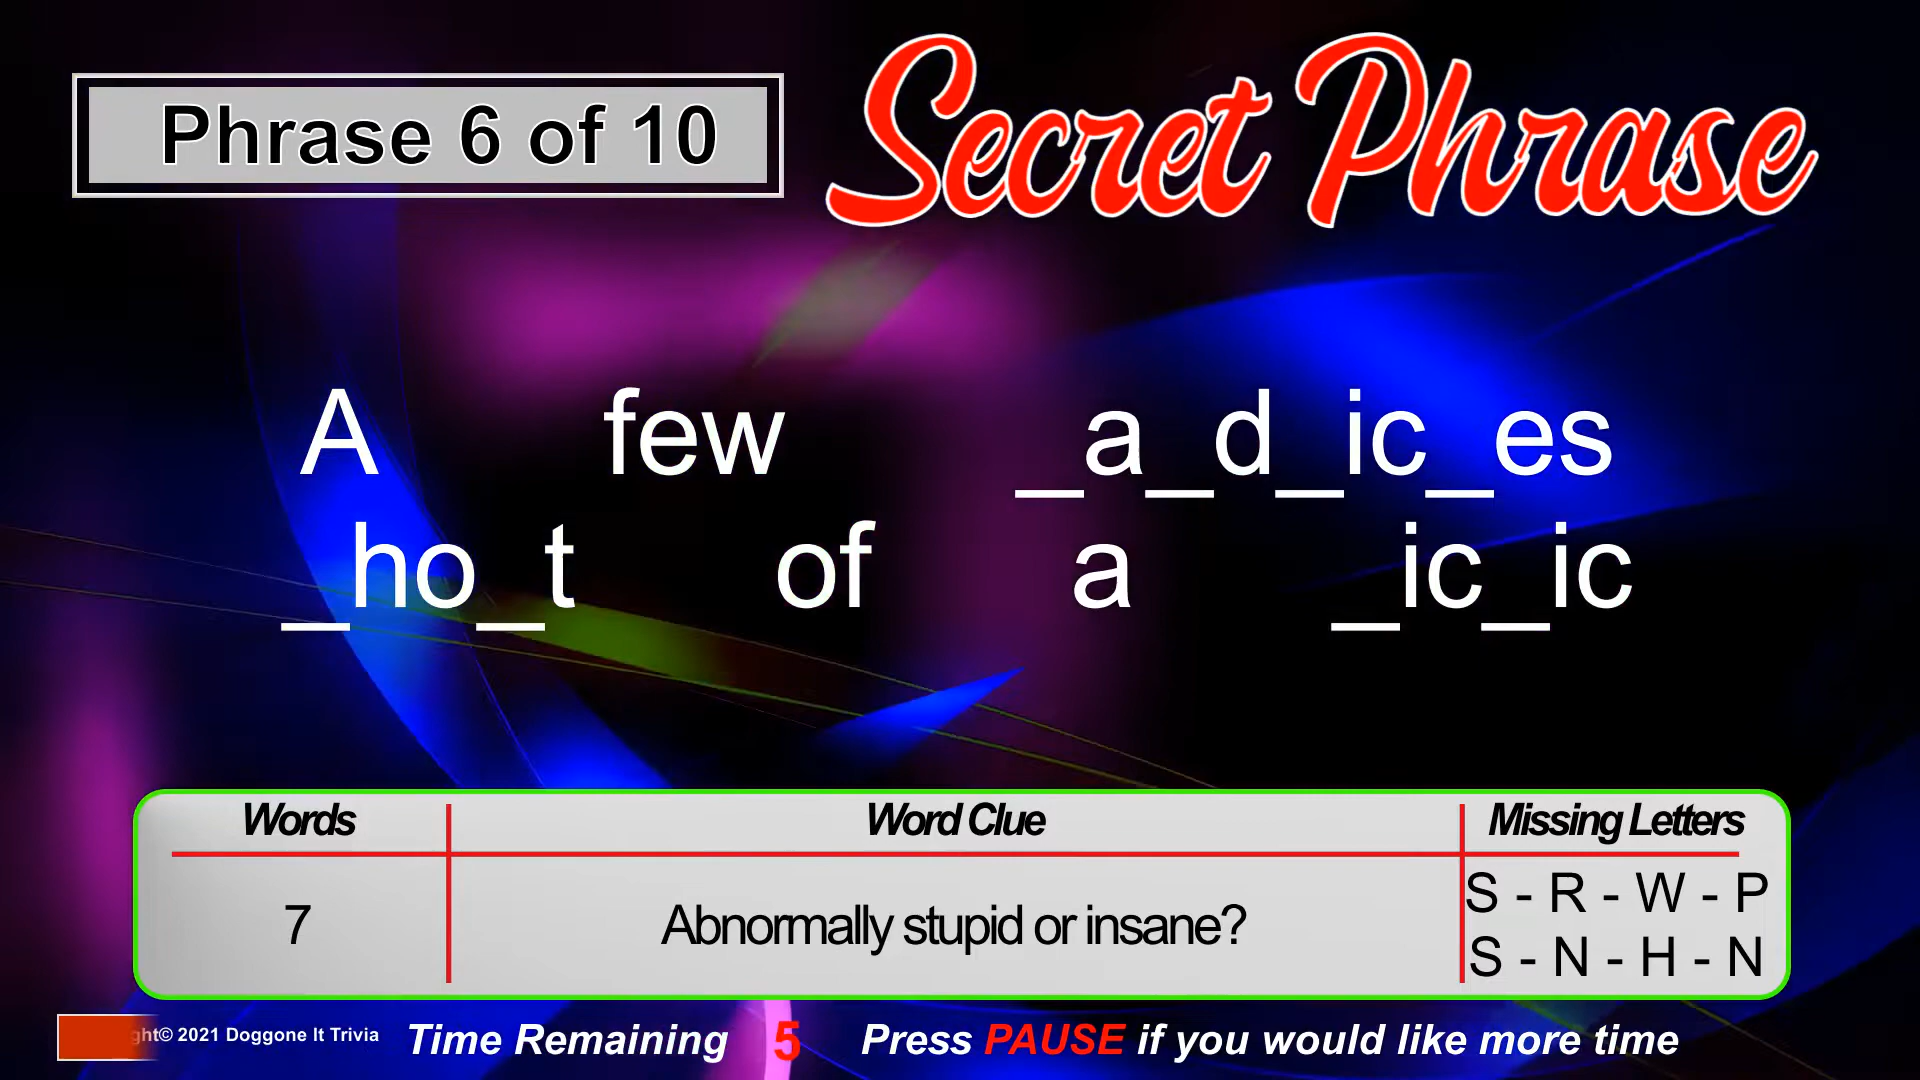 Phrase 6 of 10
Secret Phrase
A few _a_d_ic_es
_ho_t of a _ic_ic
Words Word Clue Missing Letters
7 Abnormally stupid or insane? S - R - W - P
S - N - H - N
ght© 2021 Doggone It Trivia Time Remaining 5 Press PAUSE if you would like more time